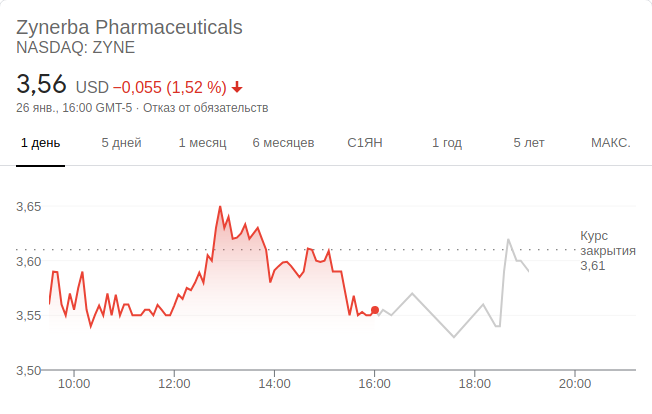 Zynerba Pharmaceuticals
NASDAQ: ZYNE
3,56 USD −0,055 (1,52 %)
26 янв., 16:00 GMT-5 · Отказ от обязательств
1 день 5 дней 1 месяц 6 месяцев С1ЯН 1 год 5 лет МАКС.
3,65
Курс
закрытия
3,61
3,60
3,55
3,50
10:00 12:00 14:00 16:00 18:00 20:00